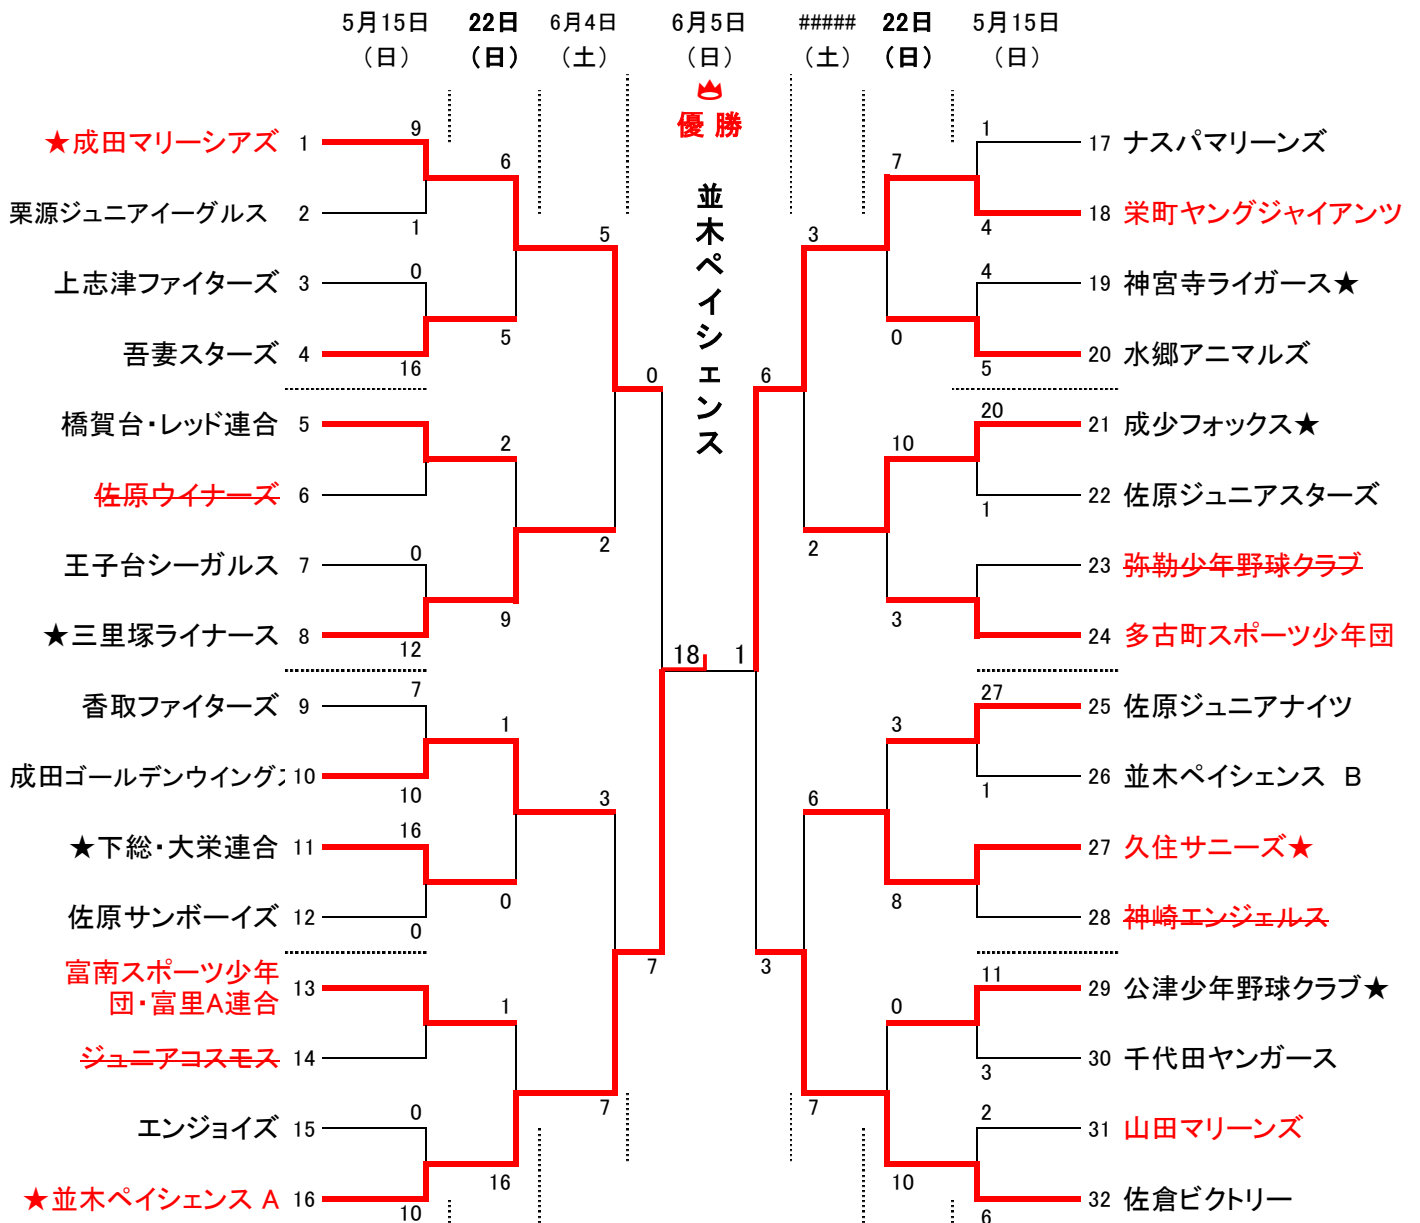 5月15日 22日 6月4日 6月5日 ##### 22日 5月15日
（日） （日） （土） （日） （土） （日） （日）
優 勝
並木ペイシェンス
★成田マリーシアズ 1 9
栗源ジュニアイーグルス 2 1
上志津ファイターズ 3 0
吾妻スターズ 4 16
橋賀台・レッド連合 5
佐原ウイナーズ 6
王子台シーガルス 7 0
★三里塚ライナース 8 12
香取ファイターズ 9 7
成田ゴールデンウイング 10 10
★下総・大栄連合 11 16
佐原サンボーイズ 12 0
富南スポーツ少年
団・富里A連合 13
ジュニアコスモス 14
エンジョイズ 15 0
★並木ペイシェンス A 16 10
6
5
2
9
1
0
1
16
5
2
3
7
0
7
18 1
6
3
3
2
6
7
7
0
10
3
3
8
0
10
1 17 ナスパマリーンズ
4 18 栄町ヤングジャイアンツ
4 19 神宮寺ライガース★
5 20 水郷アニマルズ
20 21 成少フォックス★
1 22 佐原ジュニアスターズ
23 弥勒少年野球クラブ
24 多古町スポーツ少年団
27 25 佐原ジュニアナイツ
1 26 並木ペイシェンス B
27 久住サニーズ★
28 神崎エンジェルス
11 29 公津少年野球クラブ★
3 30 千代田ヤンガース
2 31 山田マリーンズ
6 32 佐倉ビクトリー